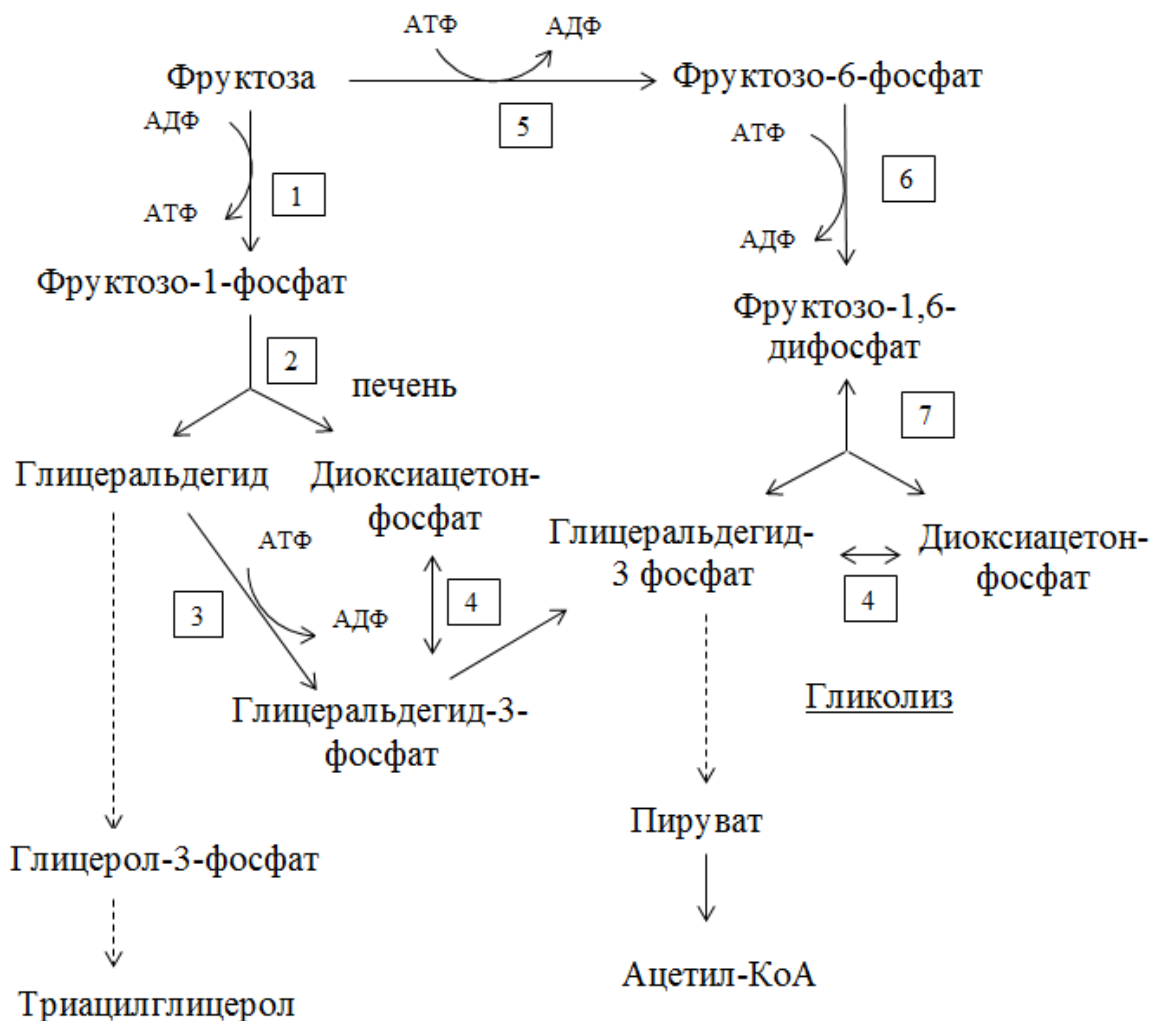 АТФ
АДФ
Фруктоза
Фруктозо-6-фосфат
5
АДФ
АТФ
1
6
АТФ
АДФ
Фруктозо-1-фосфат
Фруктозо-1,6-
дифосфат
2
печень
7
Глицеральдегид
Диоксиацетон-
фосфат
Глицеральдегид-
3 фосфат
Диоксиацетон-
фосфат
АТФ
3
АДФ
4
4
Глицеральдегид-3-
фосфат
Гликолиз
Пируват
Глицерол-3-фосфат
Ацетил-КоА
Триацилглицерол